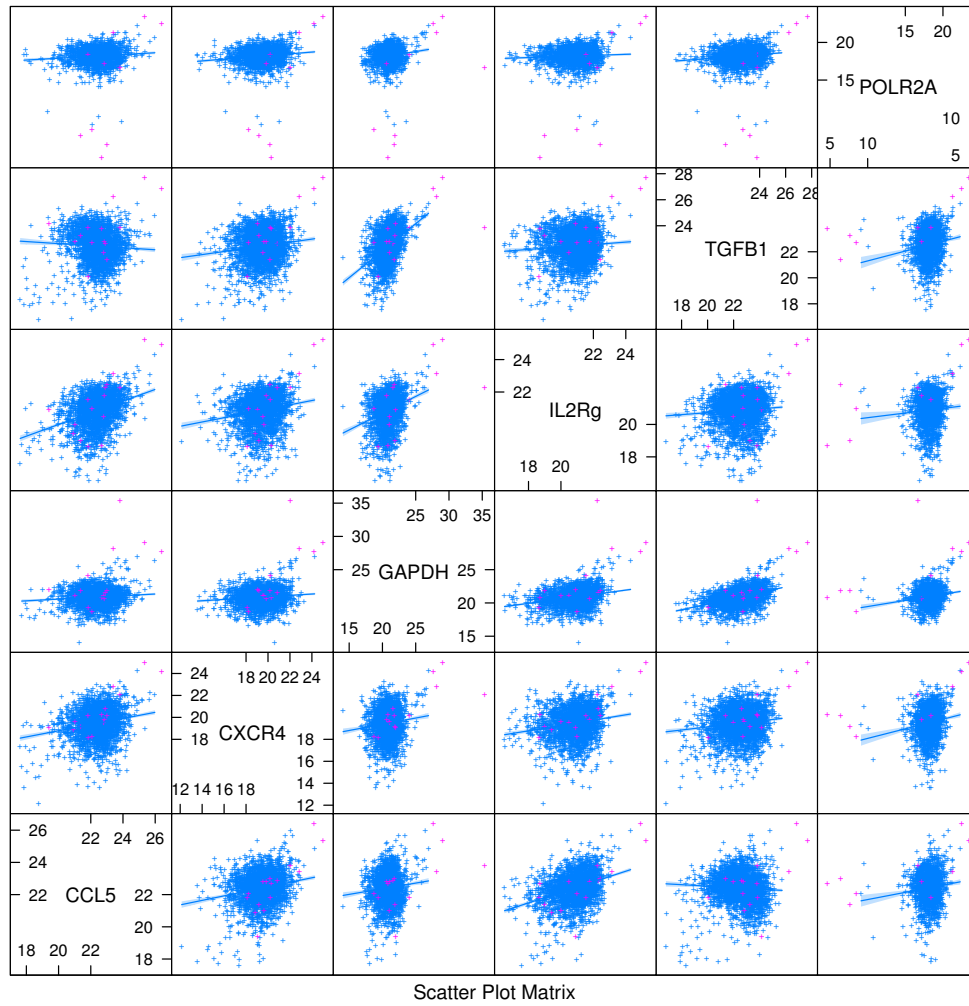 15 20
20
15
POLR2A
10
5 10 5
28 24 26 28
26
24
TGFB1
22
20
18 20 22 18
24 22 24
22
IL2Rg
20
18 20 18
35 25 30 35
30
25 GAPDH 25
20
15 20 25 15
24 18 20 22 24
22
20
18 CXCR4 18
16
14
12 14 16 18 12
26 22 24 26
24
22 CCL5 22
20
18 20 22 18
Scatter Plot Matrix